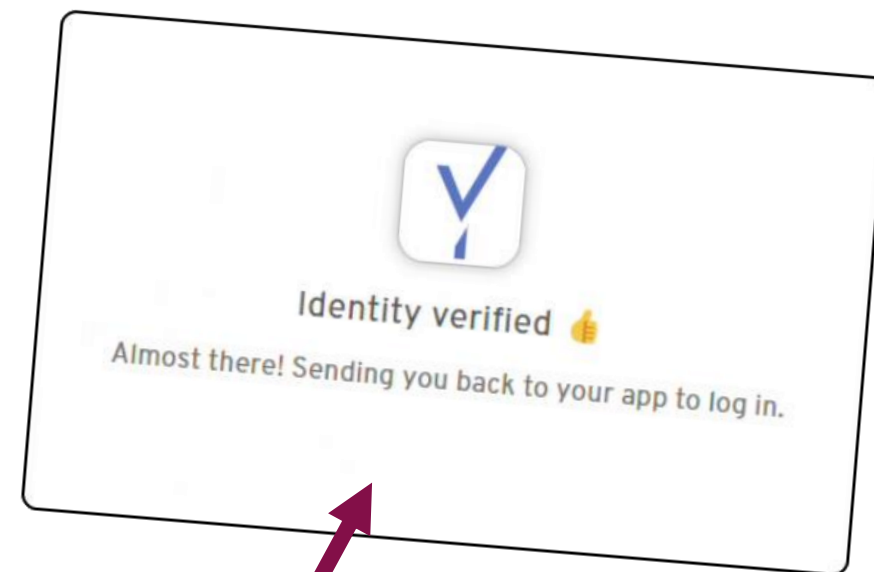 Identity verified 👍
Almost there! Sending you back to your app to log in.